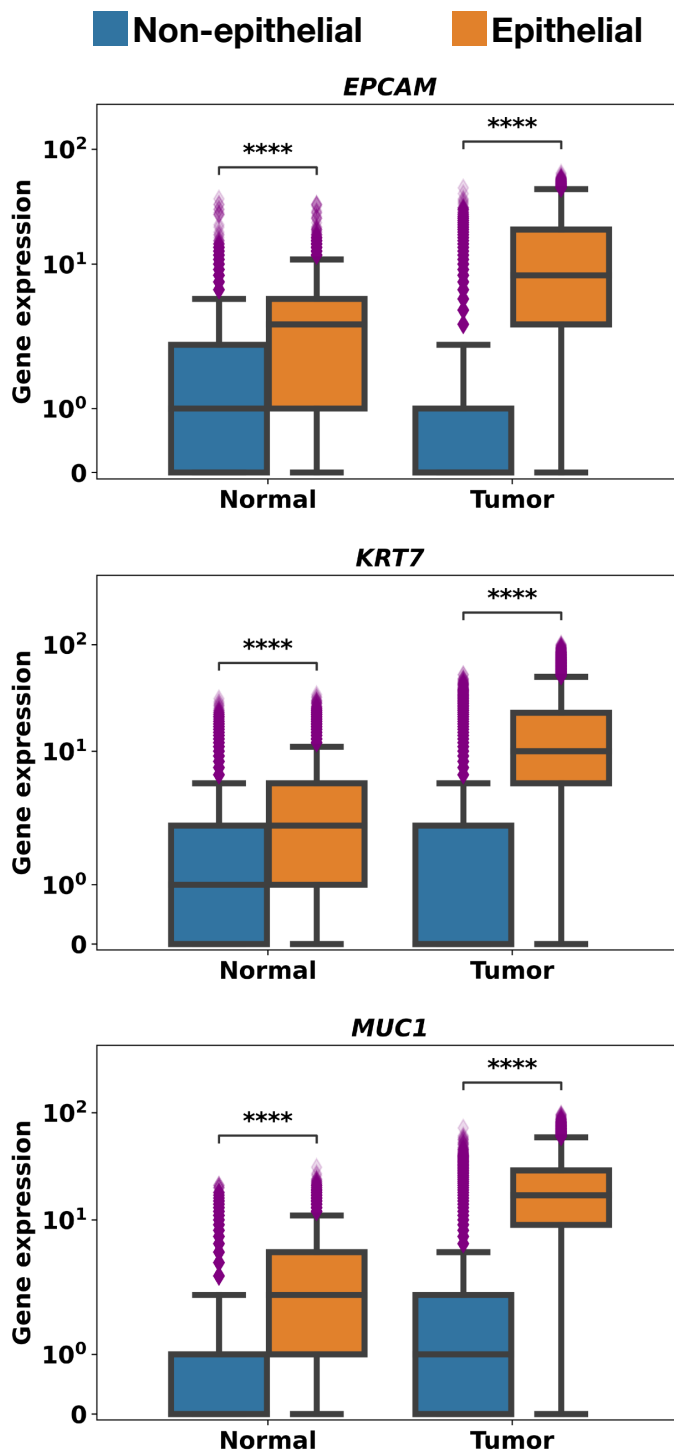 Non-epithelial Epithelial
EPCAM
Gene expression
10²
10¹
10⁰
0
****
****
Normal Tumor
KRT7
Gene expression
10²
10¹
10⁰
0
****
****
Normal Tumor
MUC1
Gene expression
10²
10¹
10⁰
0
****
****
Normal Tumor